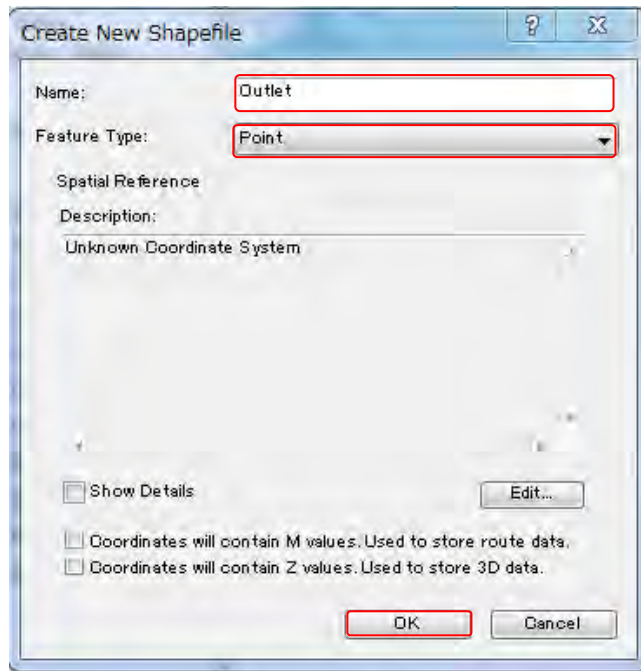 Create New Shapefile
Name: Outlet
Feature Type: Point
Spatial Reference
Description:
Unknown Coordinate System
Show Details
Edit...
Coordinates will contain M values. Used to store route data.
Coordinates will contain Z values. Used to store 3D data.
OK Cancel